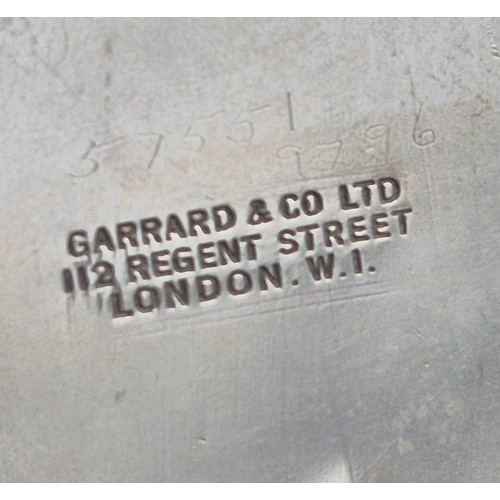 57551
9796
GARRARD & CO LTD
112 REGENT STREET
LONDON. W.I.